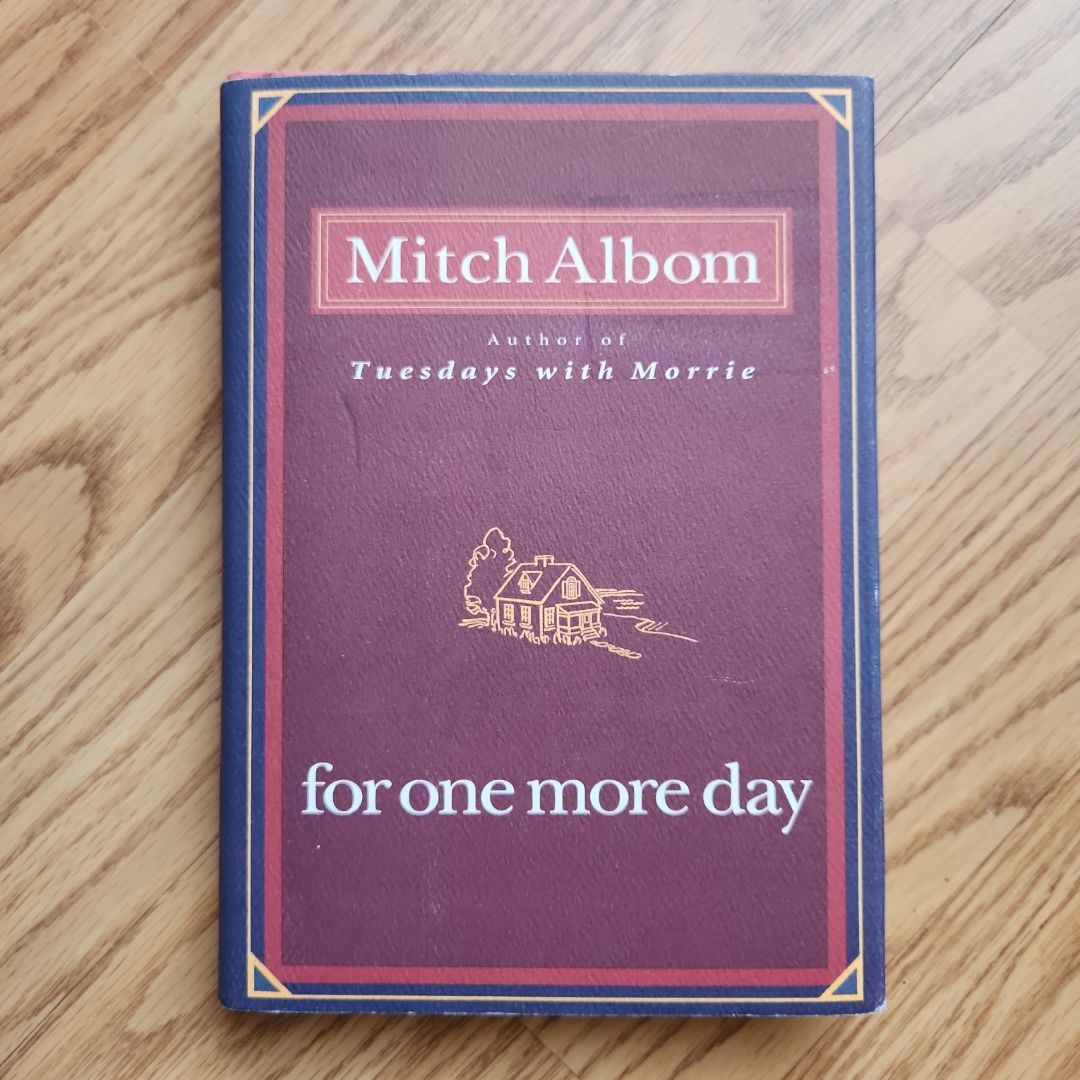 Mitch Albom
Author of
Tuesdays with Morrie
for one more day